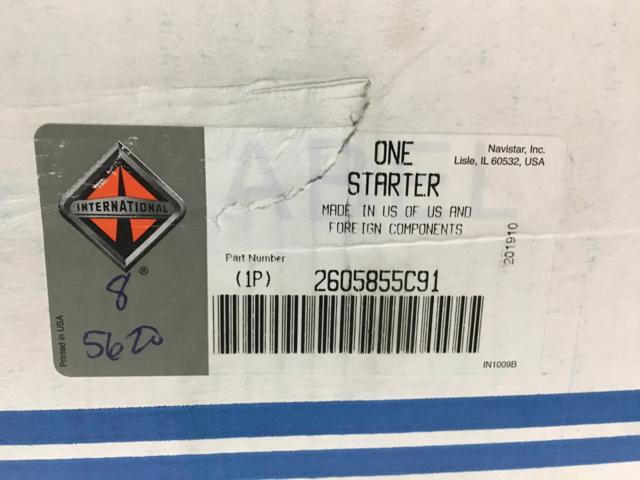 ONE
STARTER
MADE IN US OF US AND
FOREIGN COMPONENTS
Navistar, Inc.
Lisle, IL 60532, USA
201910
INTERNATIONAL
®
8
5620
Printed in USA
Part Number
(1P) 2605855C91
IN1009B